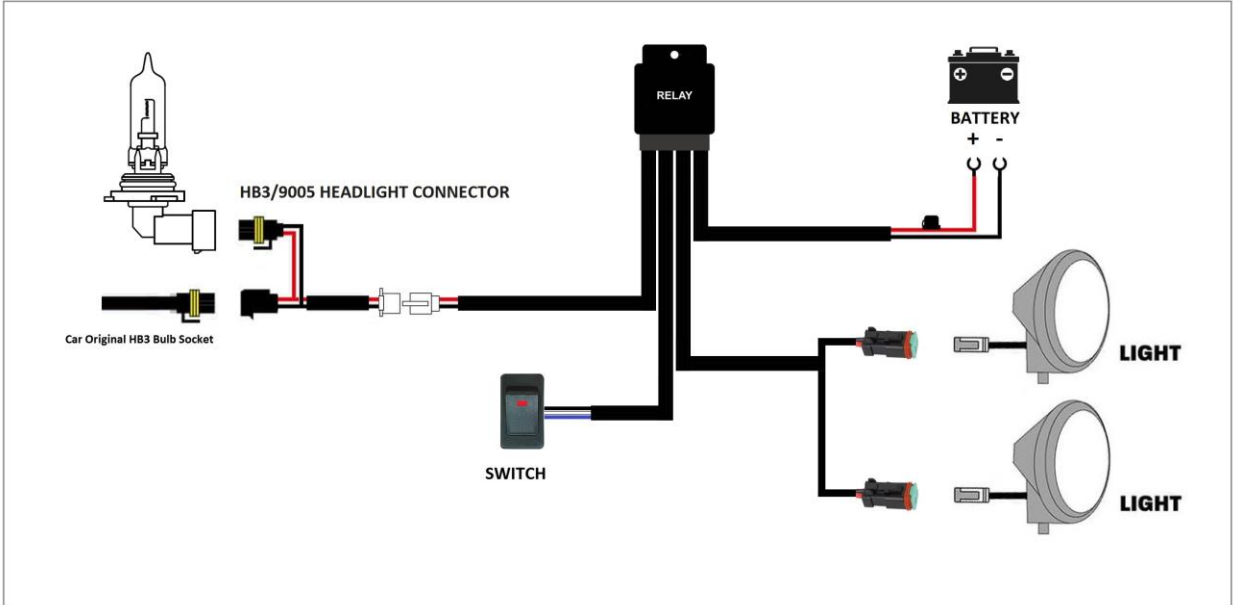 RELAY
BATTERY
+ -
HB3/9005 HEADLIGHT CONNECTOR
Car Original HB3 Bulb Socket
LIGHT
SWITCH
LIGHT